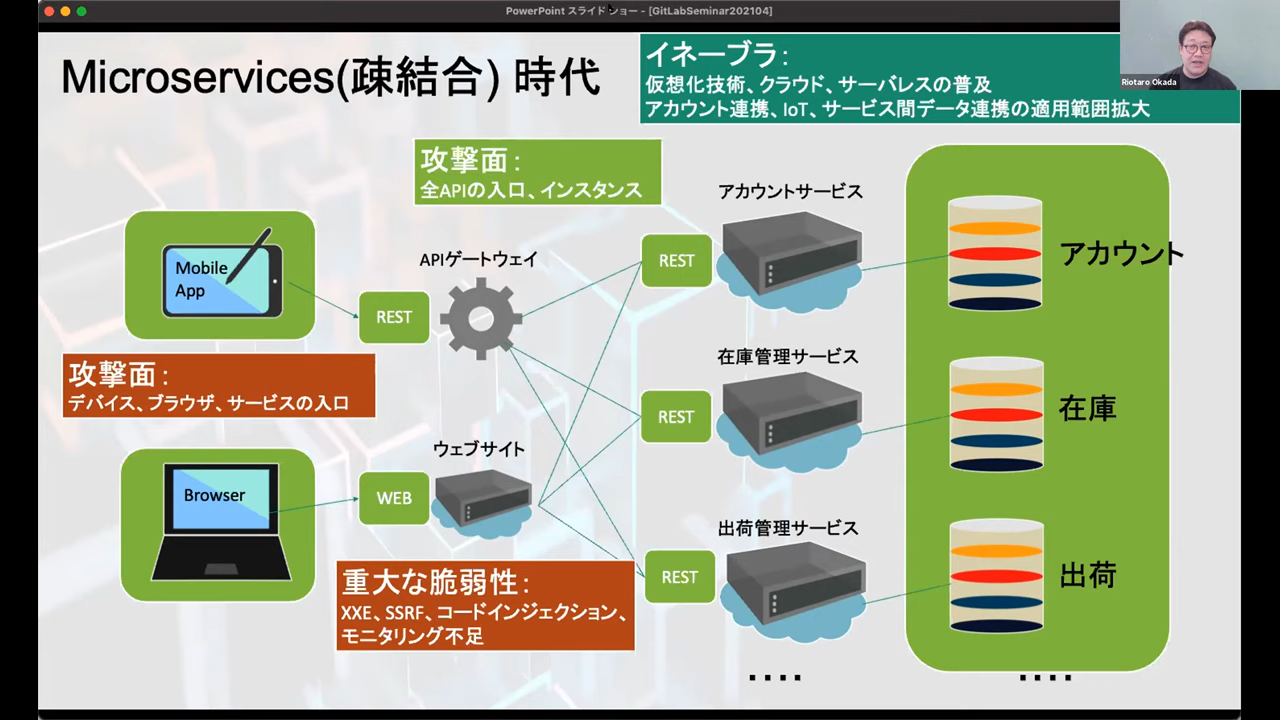 PowerPoint スライド ショー - [GitLabSeminar202104]
Riotaro Okada
Microservices(疎結合) 時代
イネーブラ:
仮想化技術、クラウド、サーバレスの普及
アカウント連携、IoT、サービス間データ連携の適用範囲拡大
攻撃面:
全APIの入口、インスタンス
Mobile
App
REST
APIゲートウェイ
REST
アカウントサービス
アカウント
攻撃面:
デバイス、ブラウザ、サービスの入口
REST
在庫管理サービス
在庫
Browser
WEB
ウェブサイト
REST
出荷管理サービス
出荷
重大な脆弱性:
XXE、SSRF、コードインジェクション、
モニタリング不足
....
....